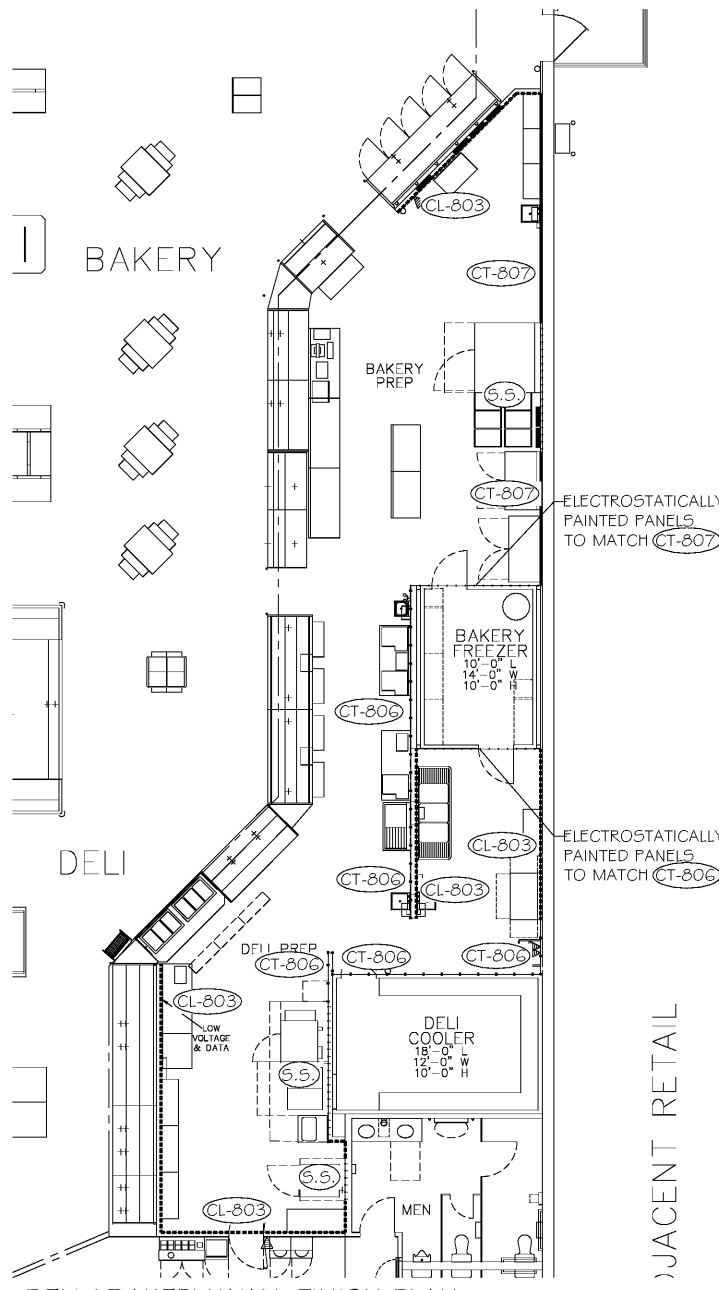 CL-803
BAKERY
CT-807
BAKERY
PREP
S.S.
CT-807
ELECTROSTATICALLY
PAINTED PANELS
TO MATCH CT-807
BAKERY
FREEZER
10'-0" L
14'-0" W
10'-0" H
CT-806
ELECTROSTATICALLY
PAINTED PANELS
TO MATCH CT-806
CL-803
DELI
CT-806
CL-803
DELI PREP
CT-806
CT-806
CT-806
CL-803
LOW
VOLTAGE
& DATA
DELI
COOLER
18'-0" L
12'-0" W
10'-0" H
S.S.
S.S.
CL-803
MEN
ADJACENT RETAIL